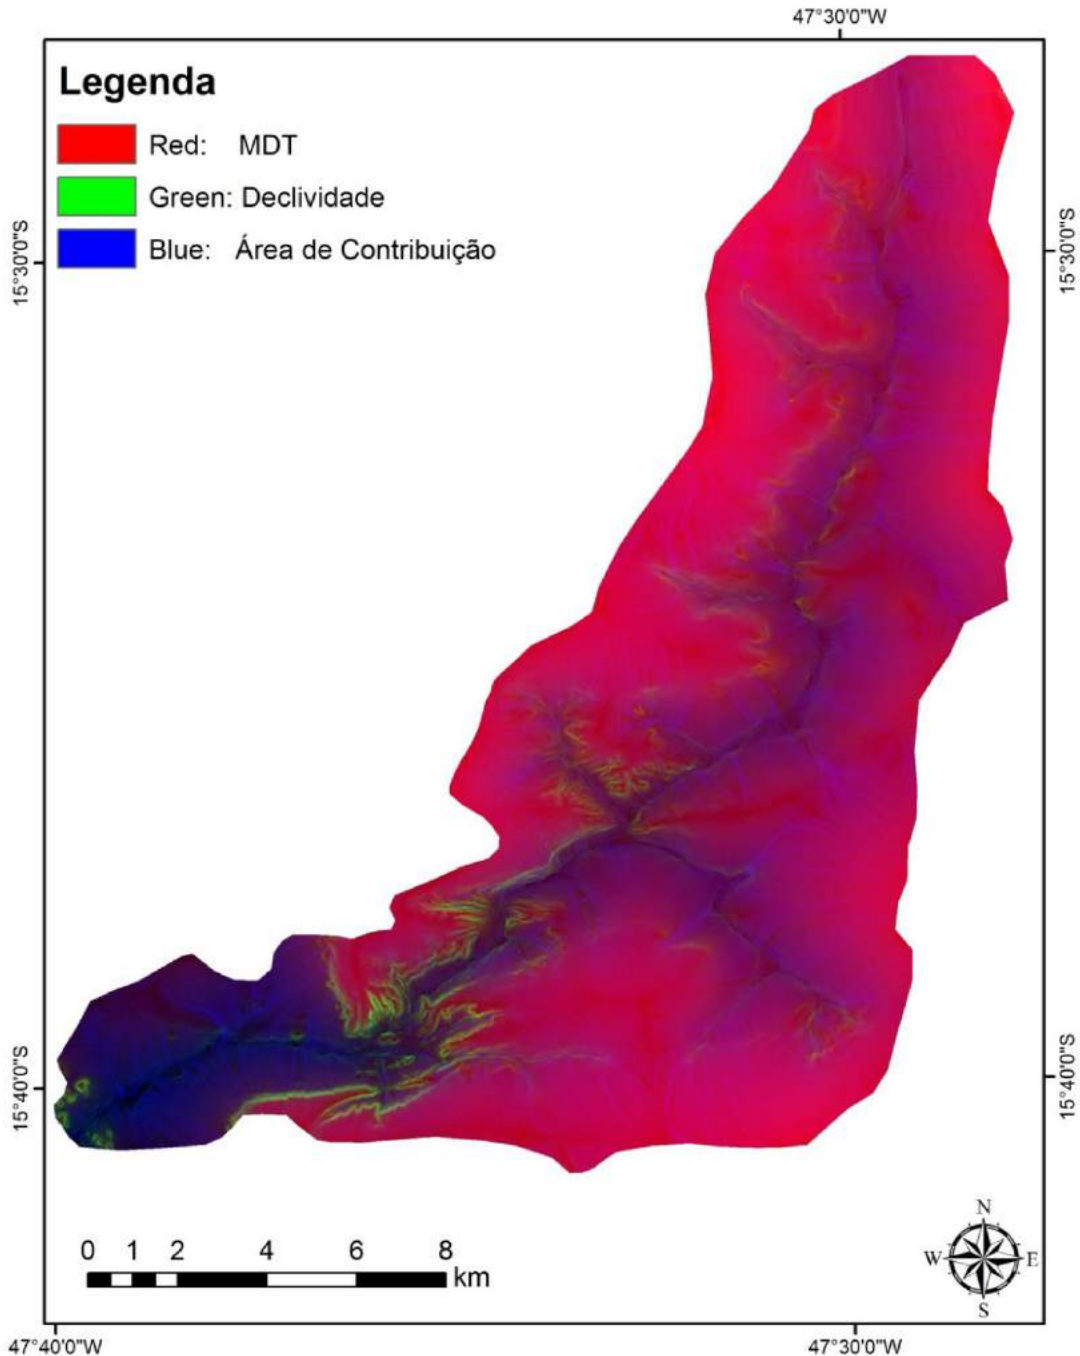 47°30'0"W
Legenda
Red: MDT
Green: Declividade
Blue: Área de Contribuição
15°30'0"S
15°30'0"S
15°40'0"S
15°40'0"S
N
W E
S
0 1 2 4 6 8
km
47°40'0"W
47°30'0"W